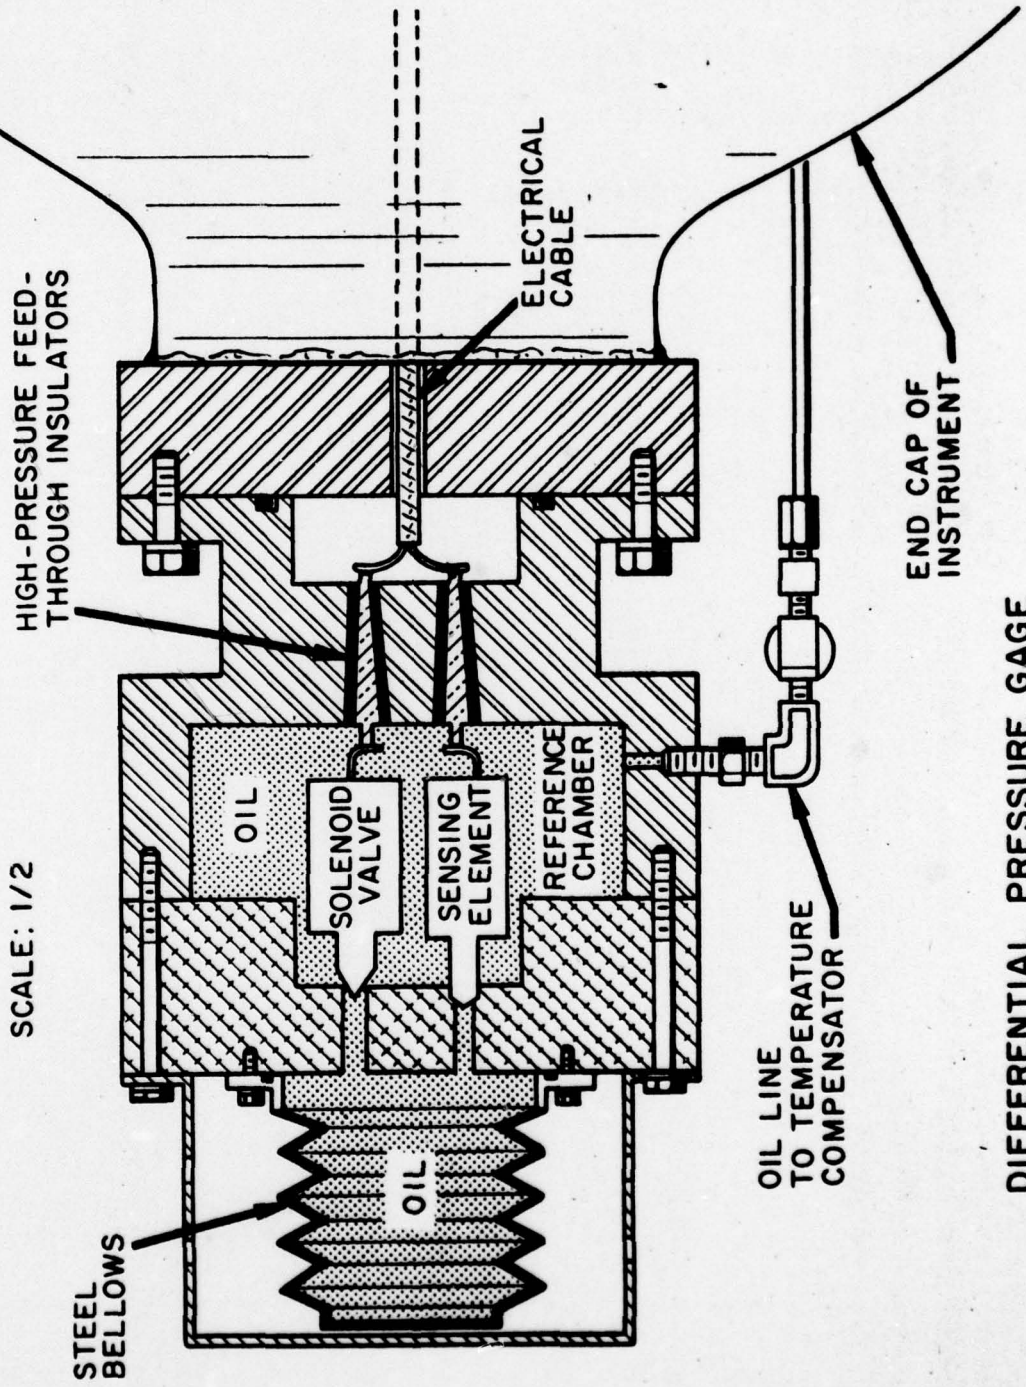 SCALE: 1/2
STEEL
BELLOWS
HIGH-PRESSURE FEED-
THROUGH INSULATORS
OIL
OIL
SOLENOID
VALVE
SENSING
ELEMENT
REFERENCE
CHAMBER
ELECTRICAL
CABLE
OIL LINE
TO TEMPERATURE
COMPENSATOR
END CAP OF
INSTRUMENT
DIFFERENTIAL PRESSURE GAGE